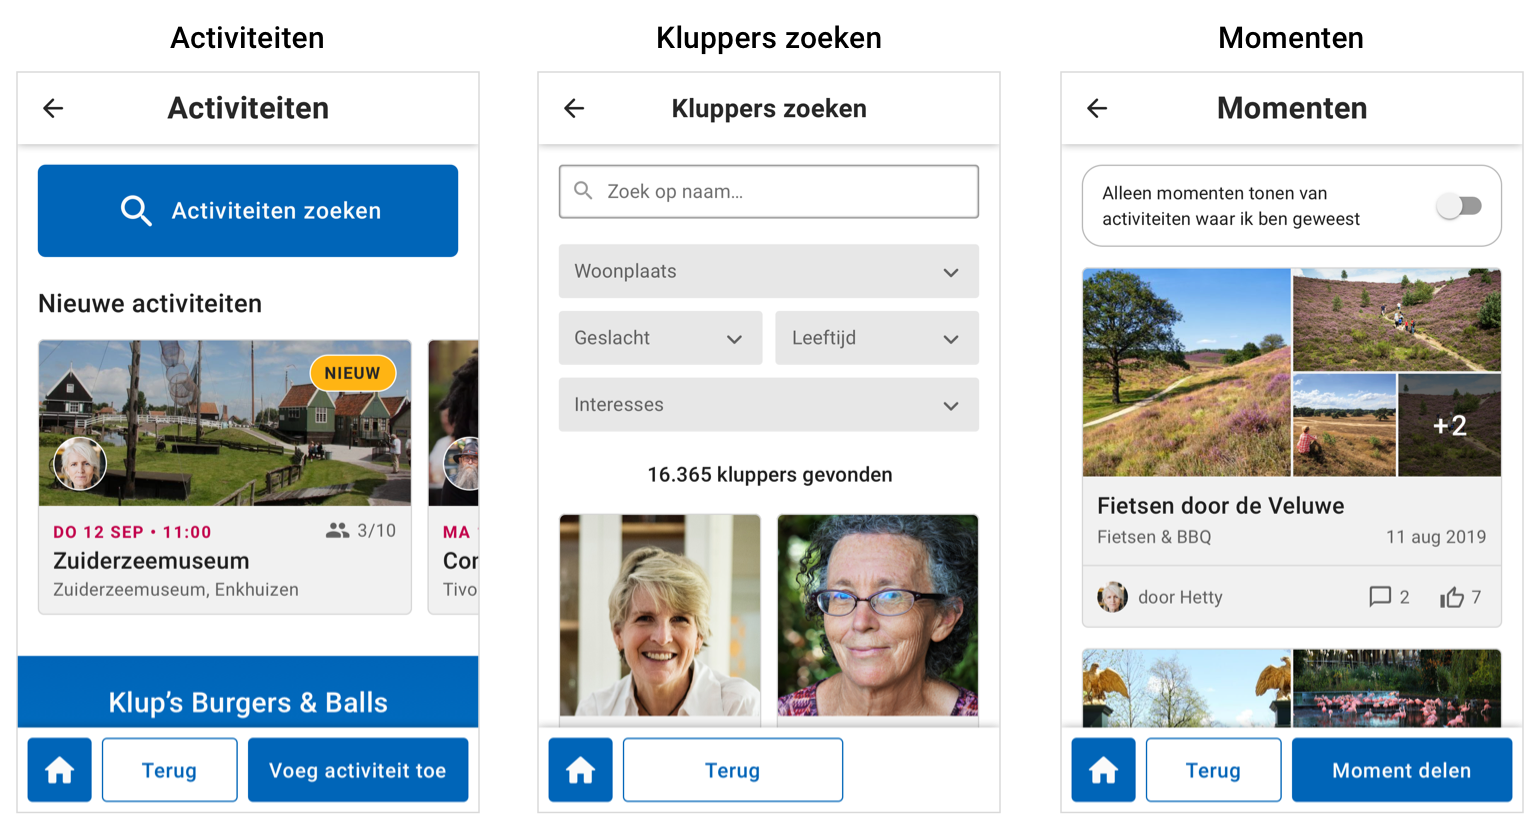 Activiteiten
Activiteiten
Activiteiten zoeken
Nieuwe activiteiten
NIEUW
DO 12 SEP • 11:00
3/10
Zuiderzeemuseum
Zuiderzeemuseum, Enkhuizen
MA
Cor
Tivo
Klup’s Burgers & Balls
Terug
Voeg activiteit toe
Kluppers zoeken
Kluppers zoeken
Zoek op naam...
Woonplaats
Geslacht
Leeftijd
Interesses
16.365 kluppers gevonden
Terug
Momenten
Momenten
Alleen momenten tonen van
activiteiten waar ik ben geweest
+2
Fietsen door de Veluwe
Fietsen & BBQ
11 aug 2019
door Hetty
2
7
Terug
Moment delen